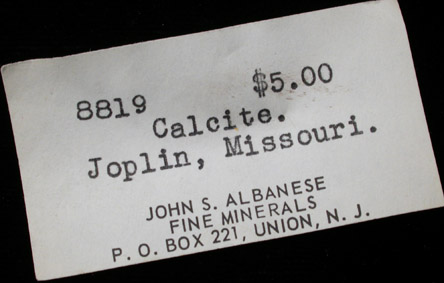 8819 $5.00
Calcite.
Joplin, Missouri.
JOHN S. ALBANESE
FINE MINERALS
P. O. BOX 221, UNION, N. J.